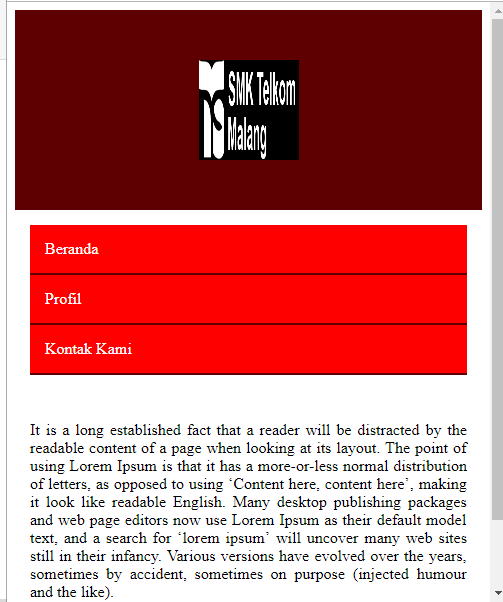 SMK Telkom
Malang
Beranda
Profil
Kontak Kami
It is a long established fact that a reader will be distracted by the
readable content of a page when looking at its layout. The point of
using Lorem Ipsum is that it has a more-or-less normal distribution
of letters, as opposed to using ‘Content here, content here’, making
it look like readable English. Many desktop publishing packages
and web page editors now use Lorem Ipsum as their default model
text, and a search for ‘lorem ipsum’ will uncover many web sites
still in their infancy. Various versions have evolved over the years,
sometimes by accident, sometimes on purpose (injected humour
and the like).